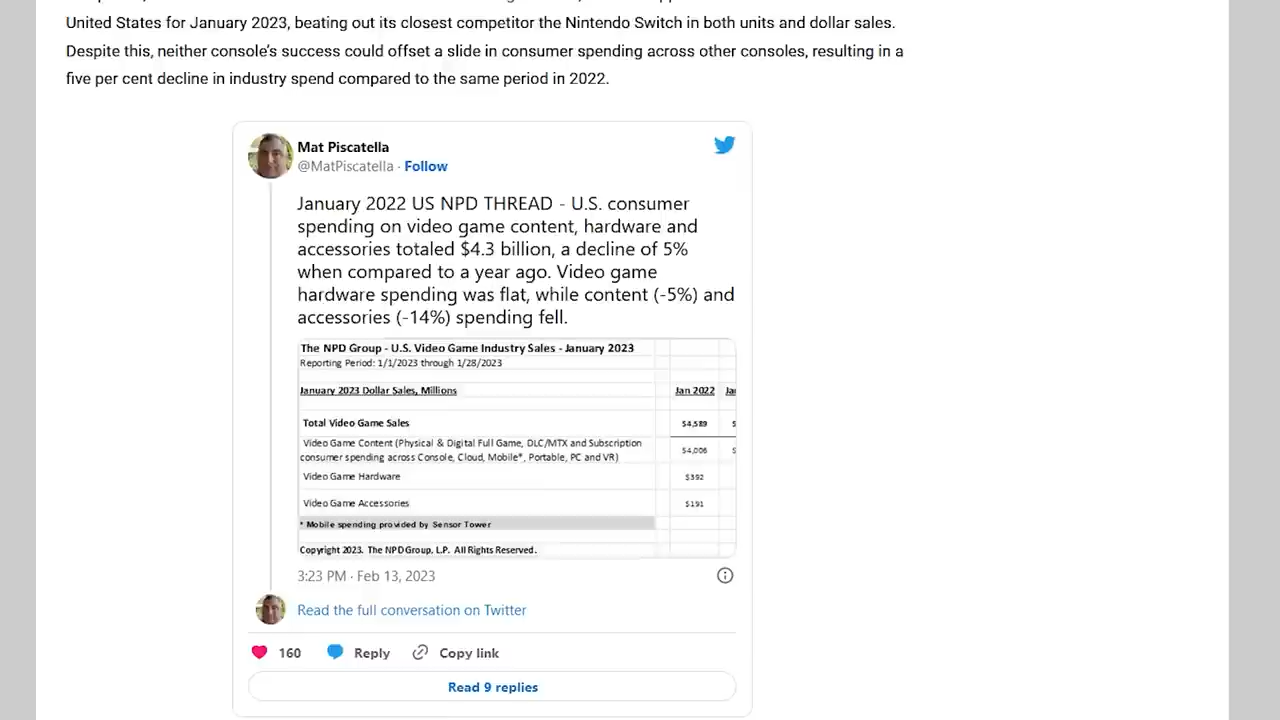 United States for January 2023, beating out its closest competitor the Nintendo Switch in both units and dollar sales.
Despite this, neither console's success could offset a slide in consumer spending across other consoles, resulting in a
five per cent decline in industry spend compared to the same period in 2022.
Mat Piscatella
@MatPiscatella · Follow
January 2022 US NPD THREAD - U.S. consumer
spending on video game content, hardware and
accessories totaled $4.3 billion, a decline of 5%
when compared to a year ago. Video game
hardware spending was flat, while content (-5%) and
accessories (-14%) spending fell.
The NPD Group - U.S. Video Game Industry Sales - January 2023
Reporting Period: 1/1/2023 through 1/28/2023
January 2023 Dollar Sales, Millions Jan 2022
Total Video Game Sales $4,589
Video Game Content (Physical & Digital Full Game, DLC/MTX and Subscription
consumer spending across Console, Cloud, Mobile*, Portable, PC and VR) $4,006
Video Game Hardware $392
Video Game Accessories $191
* Mobile spending provided by Sensor Tower
Copyright 2023. The NPD Group, L.P. All Rights Reserved.
3:23 PM · Feb 13, 2023
Read the full conversation on Twitter
160 Reply Copy link
Read 9 replies